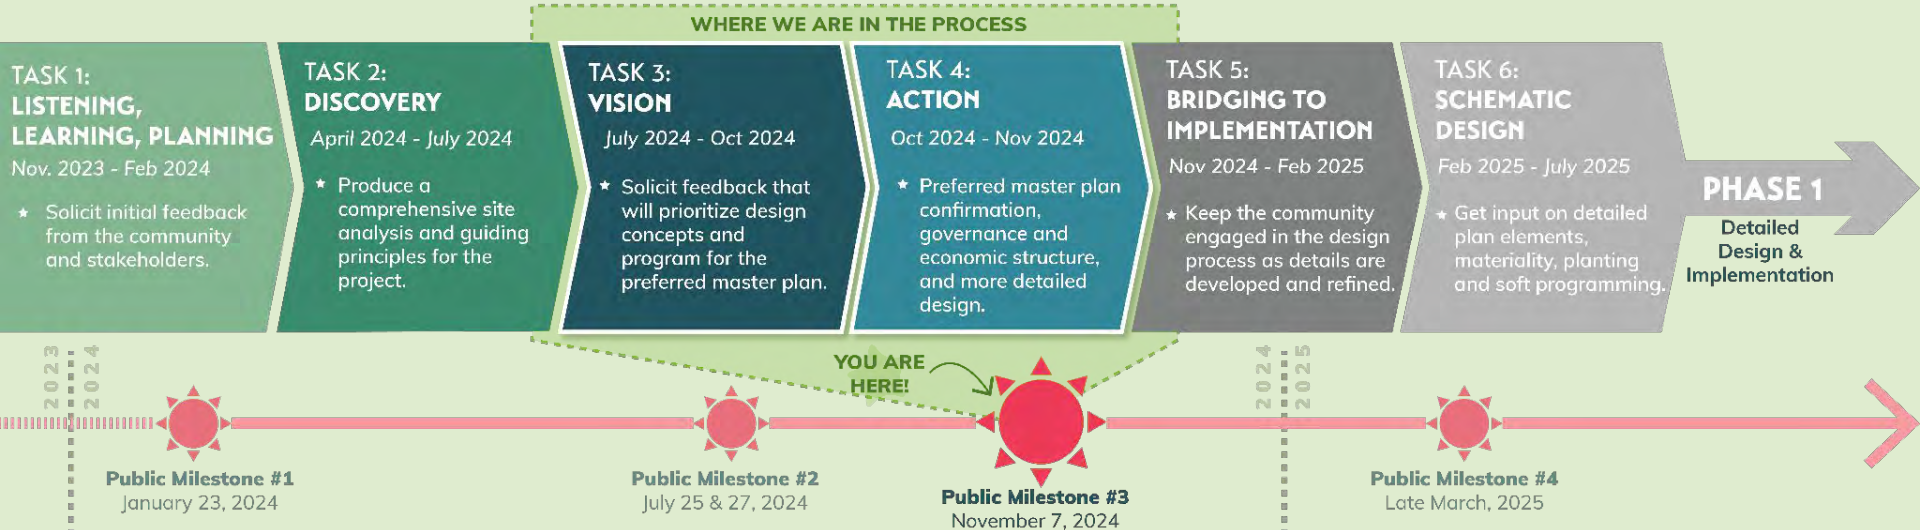 WHERE WE ARE IN THE PROCESS
TASK 1:
LISTENING,
LEARNING, PLANNING
Nov. 2023 - Feb 2024
★ Solicit initial feedback
from the community
and stakeholders.
TASK 2:
DISCOVERY
April 2024 - July 2024
★ Produce a
comprehensive site
analysis and guiding
principles for the
project.
TASK 3:
VISION
July 2024 - Oct 2024
★ Solicit feedback that
will prioritize design
concepts and
program for the
preferred master plan.
TASK 4:
ACTION
Oct 2024 - Nov 2024
★ Preferred master plan
confirmation,
governance and
economic structure,
and more detailed
design.
TASK 5:
BRIDGING TO
IMPLEMENTATION
Nov 2024 - Feb 2025
★ Keep the community
engaged in the design
process as details are
developed and refined.
TASK 6:
SCHEMATIC
DESIGN
Feb 2025 - July 2025
★ Get input on detailed
plan elements,
materiality, planting
and soft programming.
PHASE 1
Detailed
Design &
Implementation
2023
2024
YOU ARE
HERE!
2024
2025
Public Milestone #1
January 23, 2024
Public Milestone #2
July 25 & 27, 2024
Public Milestone #3
November 7, 2024
Public Milestone #4
Late March, 2025